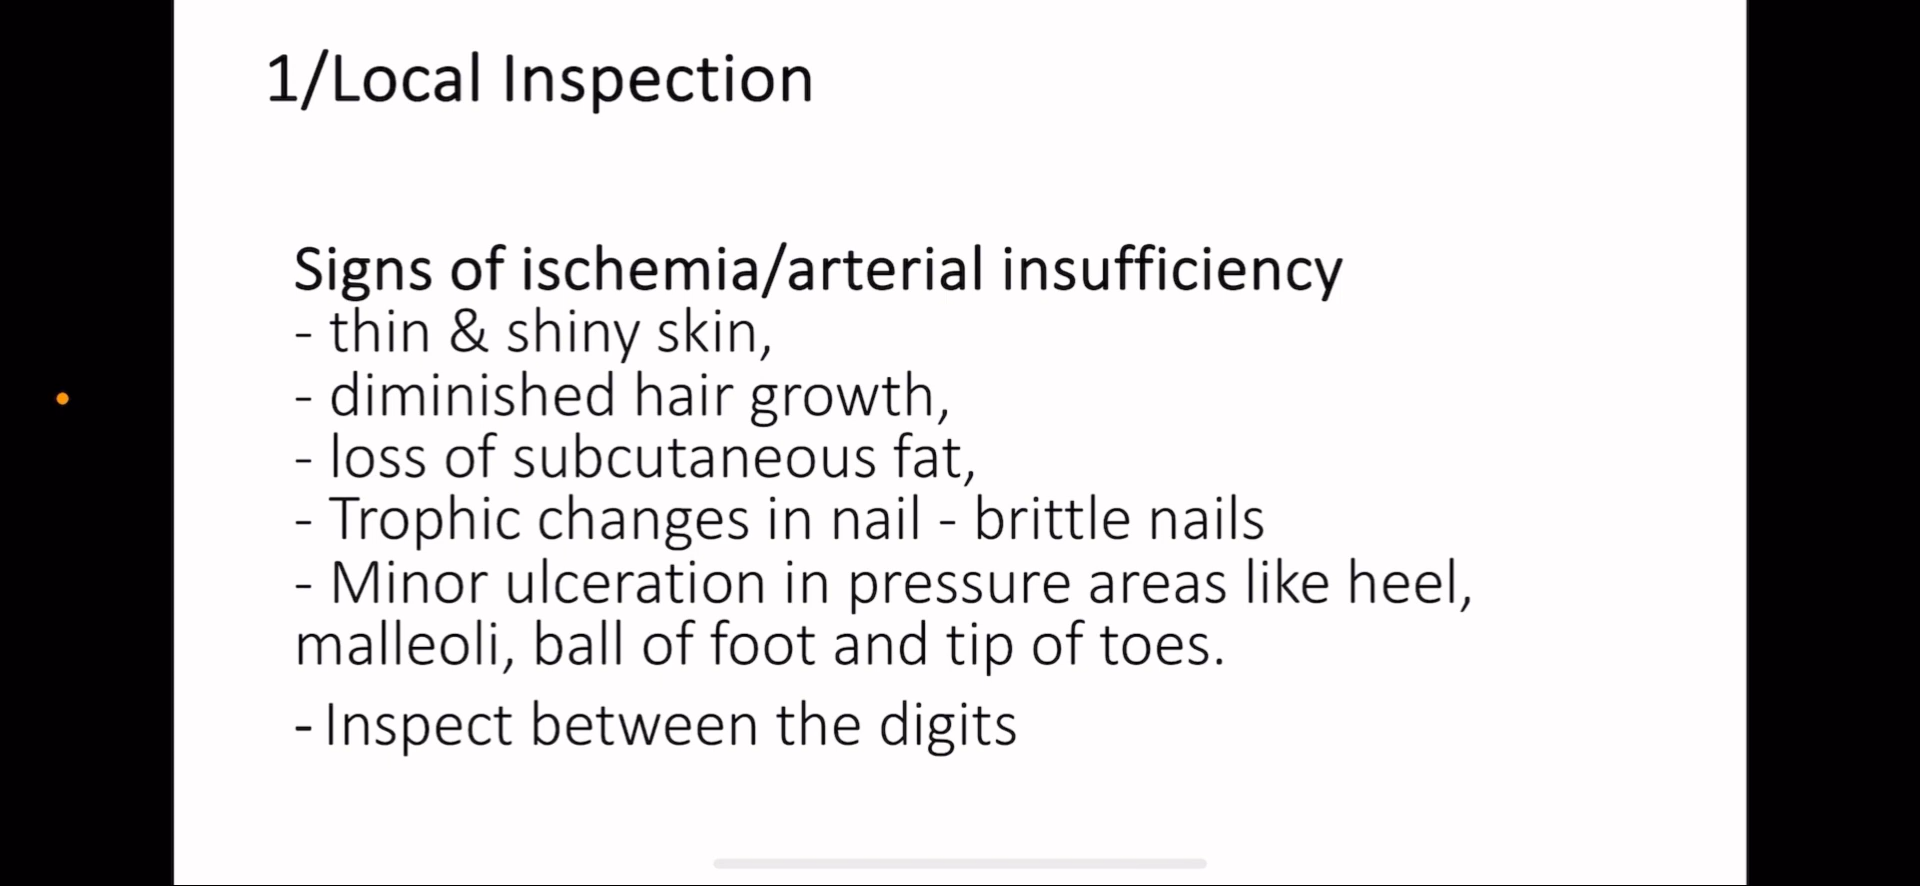 1/Local Inspection
Signs of ischemia/arterial insufficiency
- thin & shiny skin,
- diminished hair growth,
- loss of subcutaneous fat,
- Trophic changes in nail - brittle nails
- Minor ulceration in pressure areas like heel,
malleoli, ball of foot and tip of toes.
- Inspect between the digits